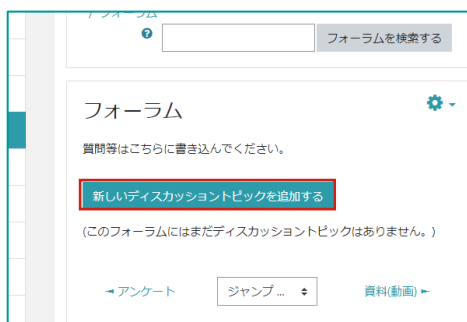 / フォーラム
フォーラムを検索する
フォーラム
質問等はこちらに書き込んでください。
新しいディスカッショントピックを追加する
(このフォーラムにはまだディスカッショントピックはありません。)
◄ アンケート
ジャンプ ...
資料(動画) ►